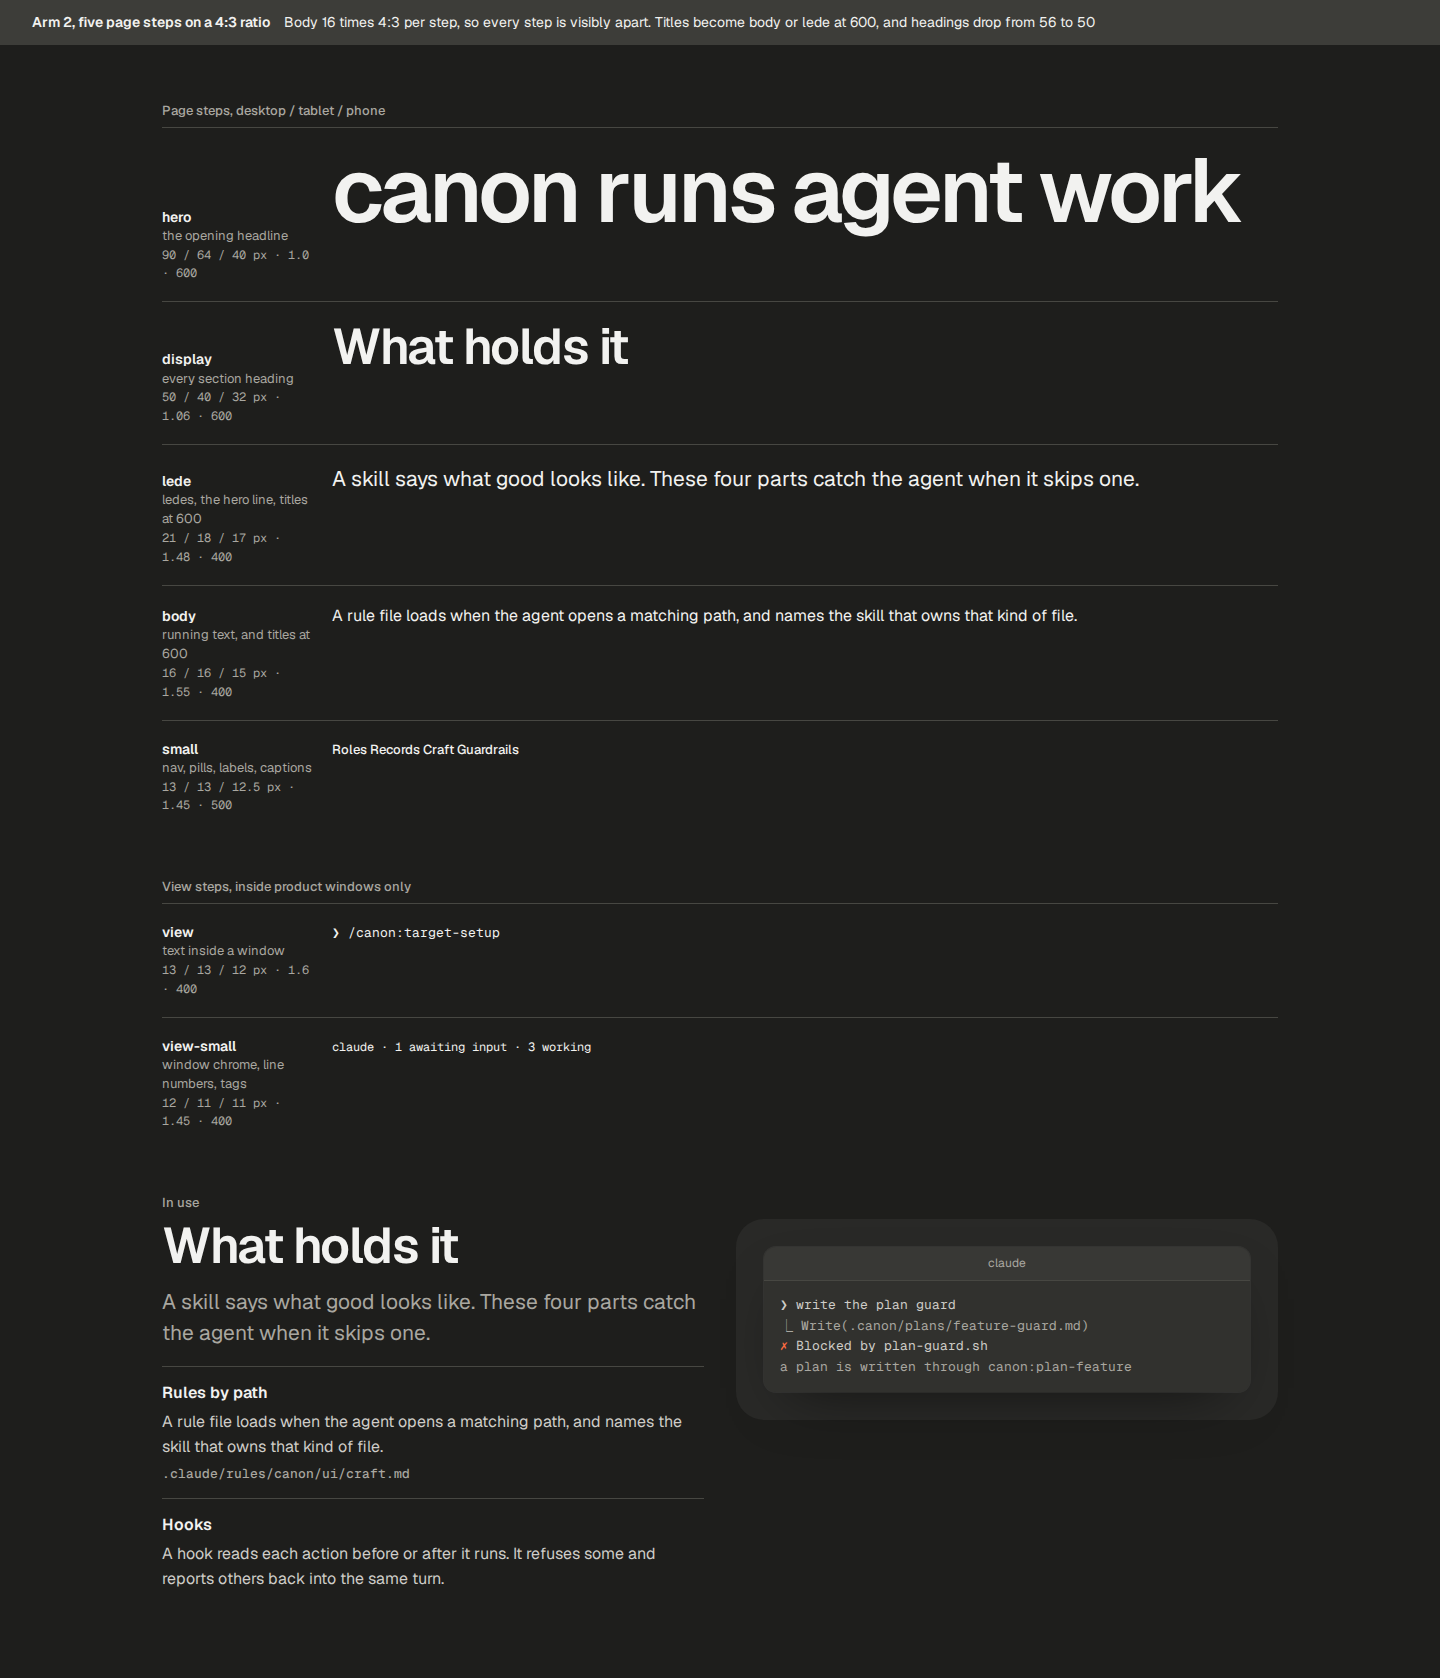 Arm 2, five page steps on a 4:3 ratio Body 16 times 4:3 per step, so every step is visibly apart. Titles become body or lede at 600, and headings drop from 56 to 50
Page steps, desktop / tablet / phone
canon runs agent work
hero
the opening headline
90 / 64 / 40 px · 1.0
· 600
What holds it
display
every section heading
50 / 40 / 32 px ·
1.06 · 600
A skill says what good looks like. These four parts catch the agent when it skips one.
lede
ledes, the hero line, titles
at 600
21 / 18 / 17 px ·
1.48 · 400
body
A rule file loads when the agent opens a matching path, and names the skill that owns that kind of file.
running text, and titles at
600
16 / 16 / 15 px ·
1.55 · 400
small
Roles Records Craft Guardrails
nav, pills, labels, captions
13 / 13 / 12.5 px ·
1.45 · 500
View steps, inside product windows only
view
❯ /canon:target-setup
text inside a window
13 / 13 / 12 px · 1.6
· 400
view-small
claude · 1 awaiting input · 3 working
window chrome, line
numbers, tags
12 / 11 / 11 px ·
1.45 · 400
In use
What holds it
A skill says what good looks like. These four parts catch
the agent when it skips one.
Rules by path
A rule file loads when the agent opens a matching path, and names the
skill that owns that kind of file.
.claude/rules/canon/ui/craft.md
Hooks
A hook reads each action before or after it runs. It refuses some and
reports others back into the same turn.
claude
❯ write the plan guard
⎿ Write(.canon/plans/feature-guard.md)
✗ Blocked by plan-guard.sh
a plan is written through canon:plan-feature